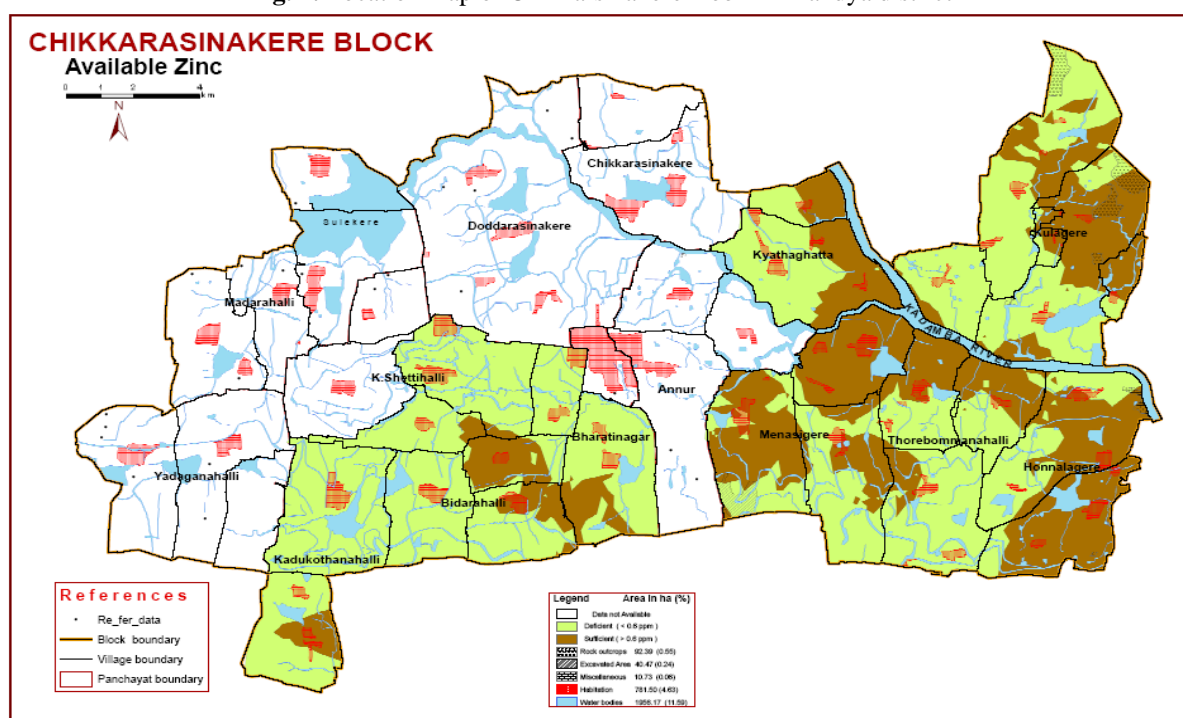 CHIKKARASINAKERE BLOCK
Available Zinc
0 1 2 4
km
N
Chikkarasinakere
Sulekere
Doddarasinakere
Kulagere
Kyathaghatta
Madarahalli
KADAMBA RIVER
K.Shettihalli
Annur
Bharatinagar
Menasigere
Thorebommanahalli
Honnalagere
Yadaganahalli
Bidarahalli
Kadukothanahalli
References
Re_fer_data
Block boundary
Village boundary
Panchayat boundary
Legend Area in ha (%)
Data not Available
Deficient ( < 0.6 ppm )
Sufficient ( > 0.6 ppm )
Rock outcrops 92.39 (0.55)
Excavated Area 40.47 (0.24)
Miscellaneous 10.73 (0.06)
Habitation 781.50 (4.63)
Water bodies 1956.17 (11.59)